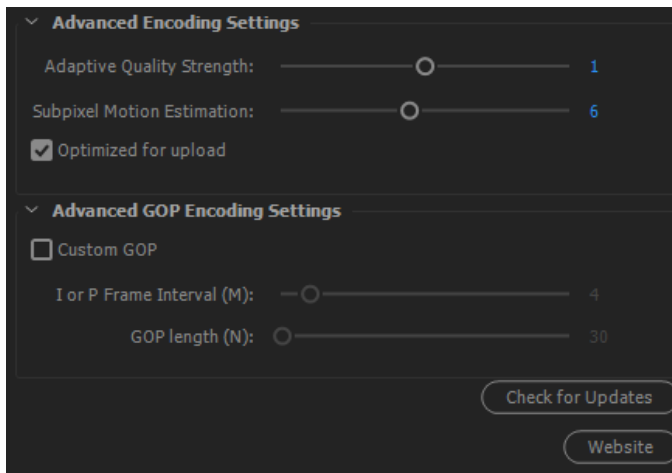 Advanced Encoding Settings
Adaptive Quality Strength: 1
Subpixel Motion Estimation: 6
Optimized for upload
Advanced GOP Encoding Settings
Custom GOP
I or P Frame Interval (M): 4
GOP length (N): 30
Check for Updates
Website